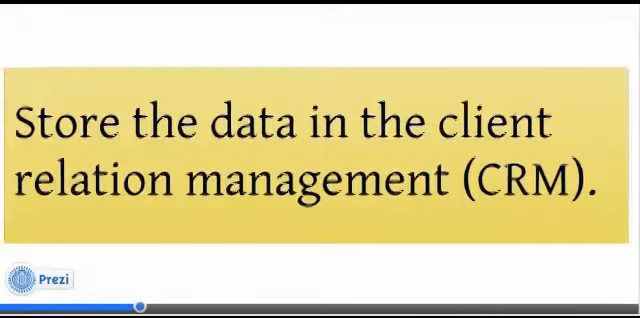 Store the data in the client
relation management (CRM).
Prezi